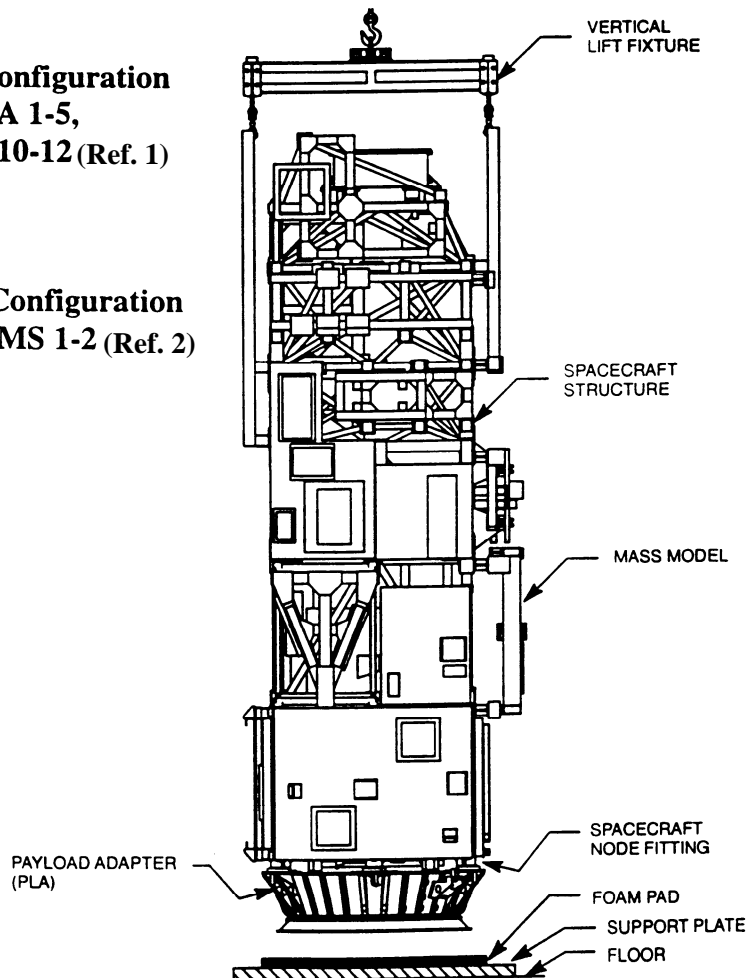 VERTICAL
LIFT FIXTURE
onfiguration
A 1-5,
10-12 (Ref. 1)
Configuration
MS 1-2 (Ref. 2)
SPACECRAFT
STRUCTURE
MASS MODEL
SPACECRAFT
NODE FITTING
PAYLOAD ADAPTER
(PLA)
FOAM PAD
SUPPORT PLATE
FLOOR